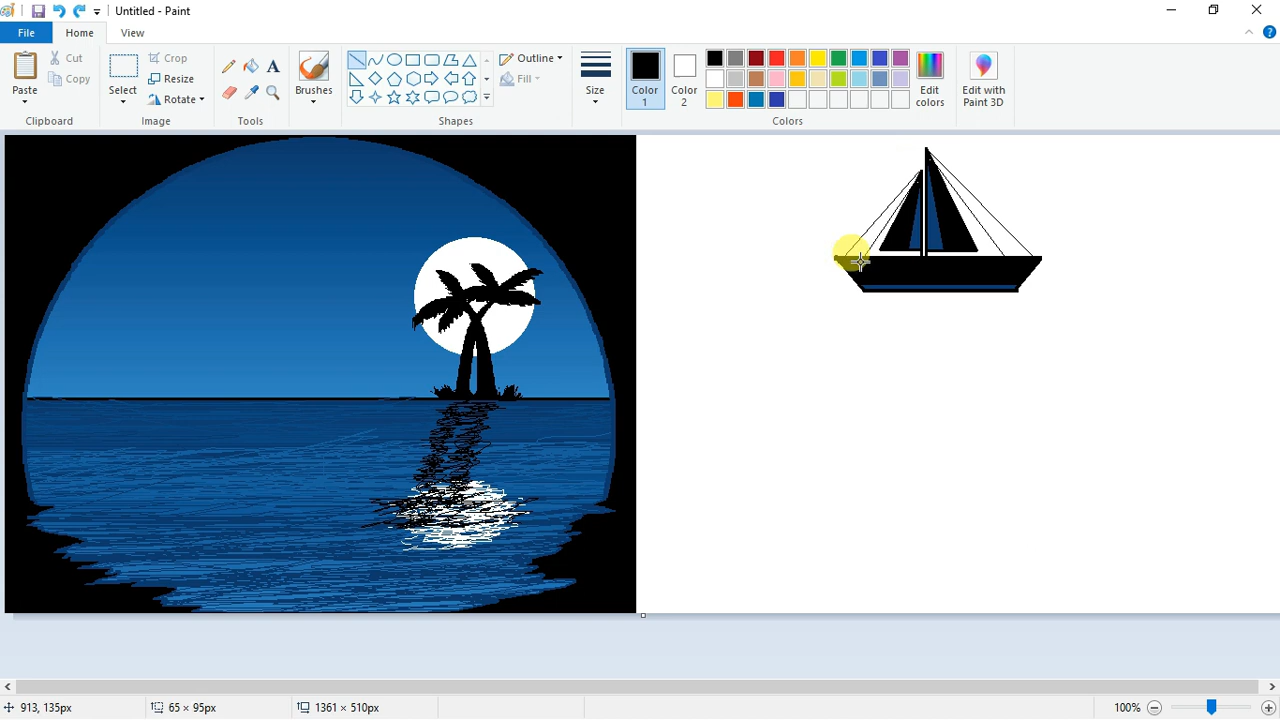 Untitled - Paint
File
Home
View
Paste
Cut
Copy
Clipboard
Select
Crop
Resize
Rotate
Image
A
Tools
Brushes
Shapes
Outline
Fill
Size
Color 1
Color 2
Edit colors
Colors
Edit with Paint 3D
913, 135px
65 × 95px
1361 × 510px
100%